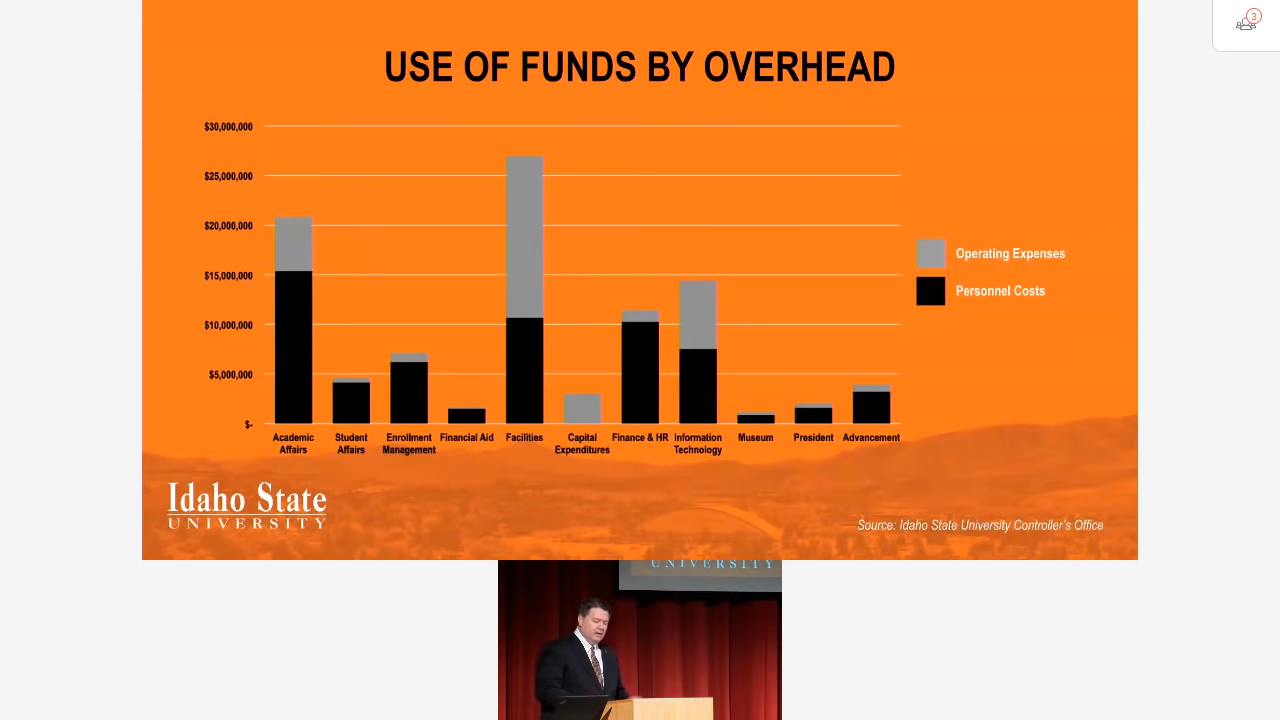 3
USE OF FUNDS BY OVERHEAD
$30,000,000
$25,000,000
$20,000,000
$15,000,000
$10,000,000
$5,000,000
$-
Operating Expenses
Personnel Costs
Academic
Affairs
Student
Affairs
Enrollment
Management
Financial Aid
Facilities
Capital
Expenditures
Finance & HR
Information
Technology
Museum
President
Advancement
Idaho State
UNIVERSITY
Source: Idaho State University Controller's Office
UNIVERSITY